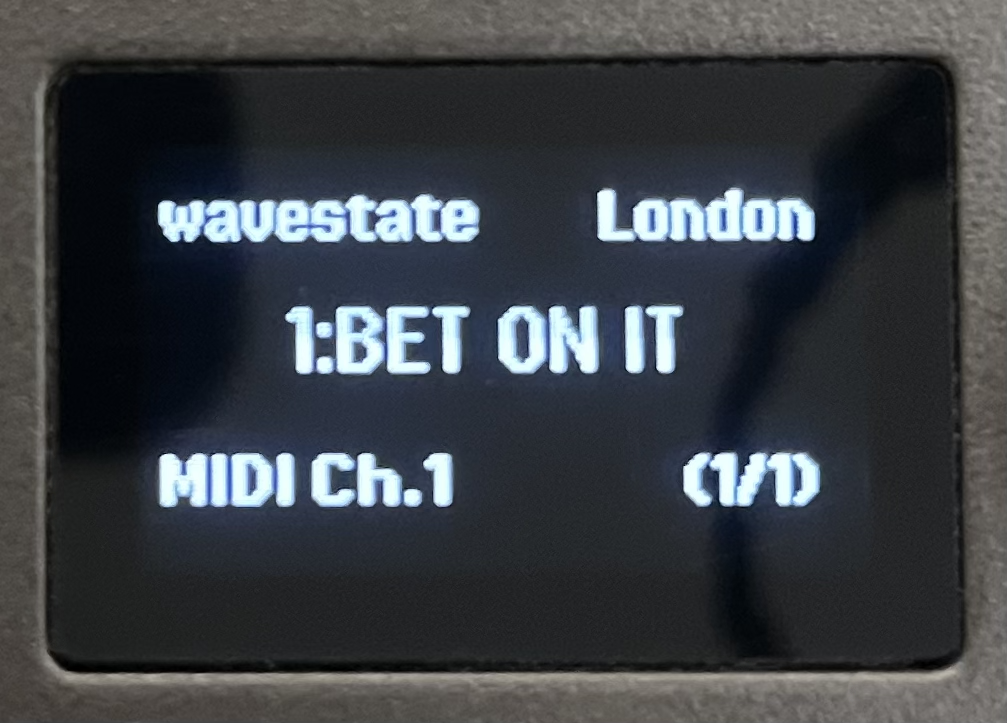 wavestate London
1:BET ON IT
MIDI Ch.1 (1/1)